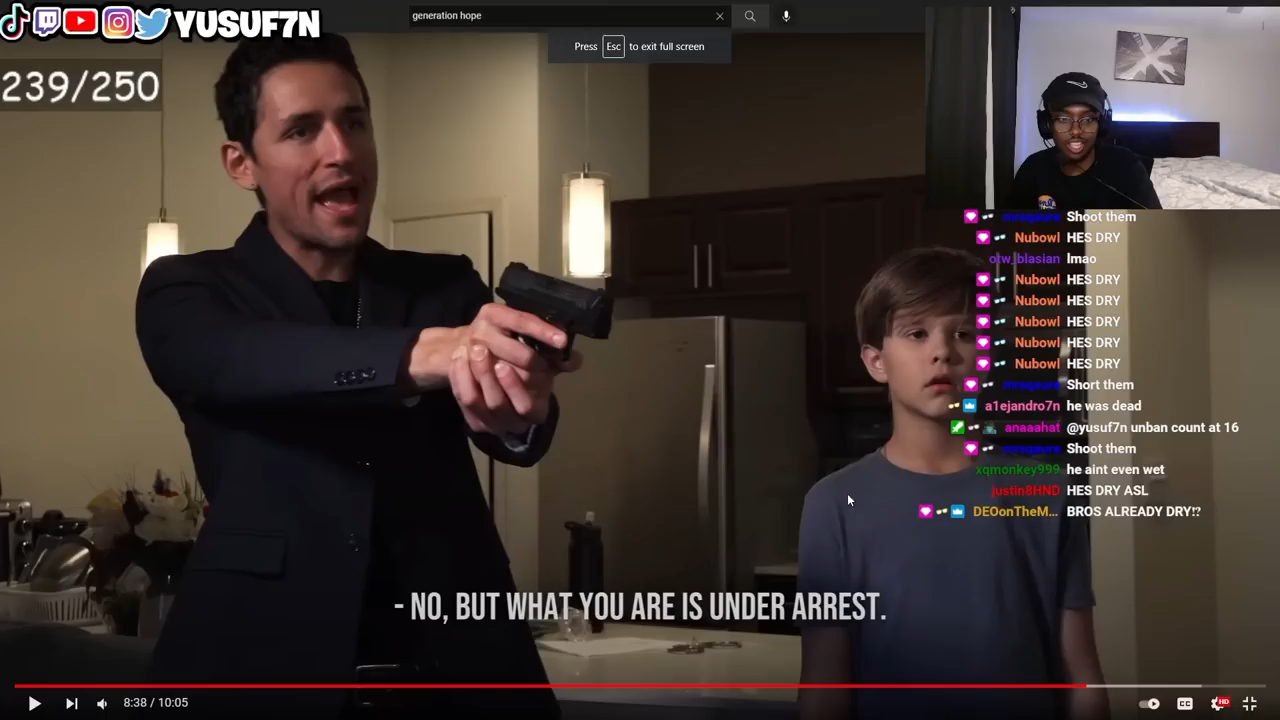 YUSUF7N
generation hope
Press Esc to exit full screen
239/250
Shoot them
Nubowl HES DRY
otw_blasian lmao
Nubowl HES DRY
Nubowl HES DRY
Nubowl HES DRY
Nubowl HES DRY
Nubowl HES DRY
Short them
a1ejandro7n he was dead
anaaahat @yusuf7n unban count at 16
Shoot them
xqmonkey999 he aint even wet
justin8HND HES DRY ASL
DEOonTheM... BROS ALREADY DRY!?
- NO, BUT WHAT YOU ARE IS UNDER ARREST.
8:38 / 10:05
CC
HD